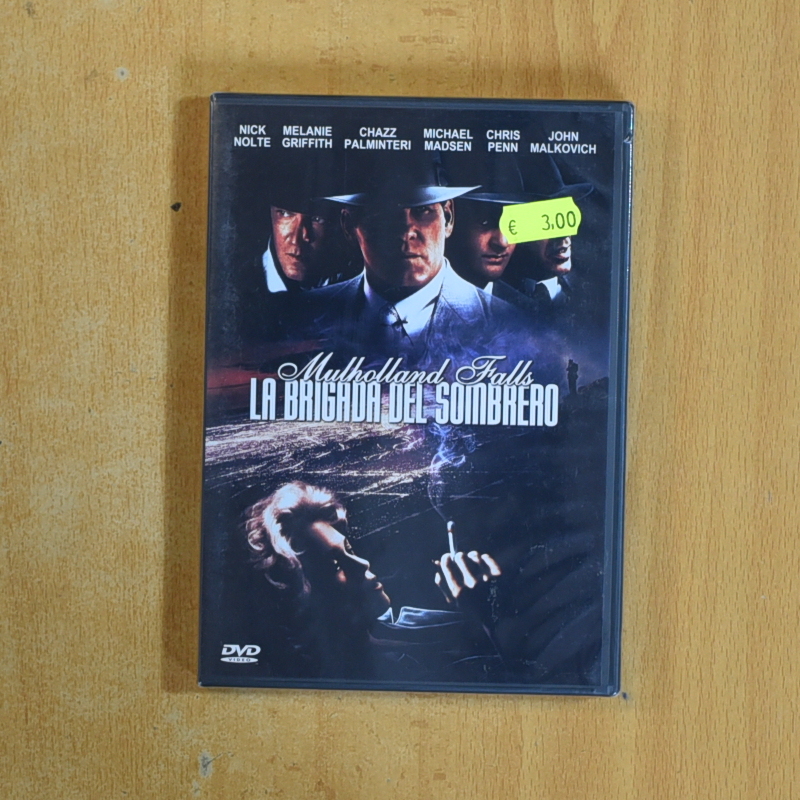 NICK NOLTE
MELANIE GRIFFITH
CHAZZ PALMINTERI
MICHAEL MADSEN
CHRIS PENN
JOHN MALKOVICH
€ 3,00
Mulholland Falls
LA BRIGADA DEL SOMBRERO
DVD
VIDEO